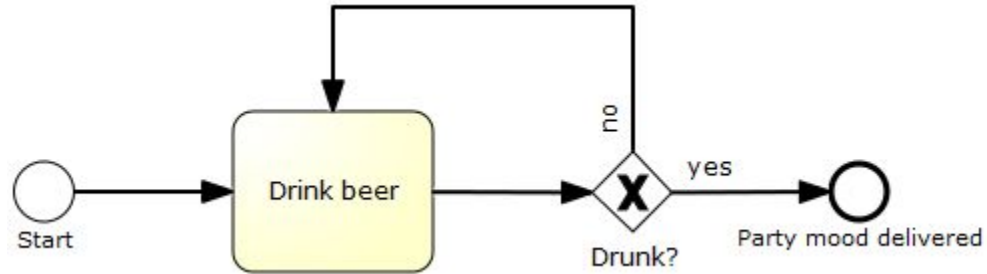 no
Drink beer
yes
Start
Drunk?
Party mood delivered